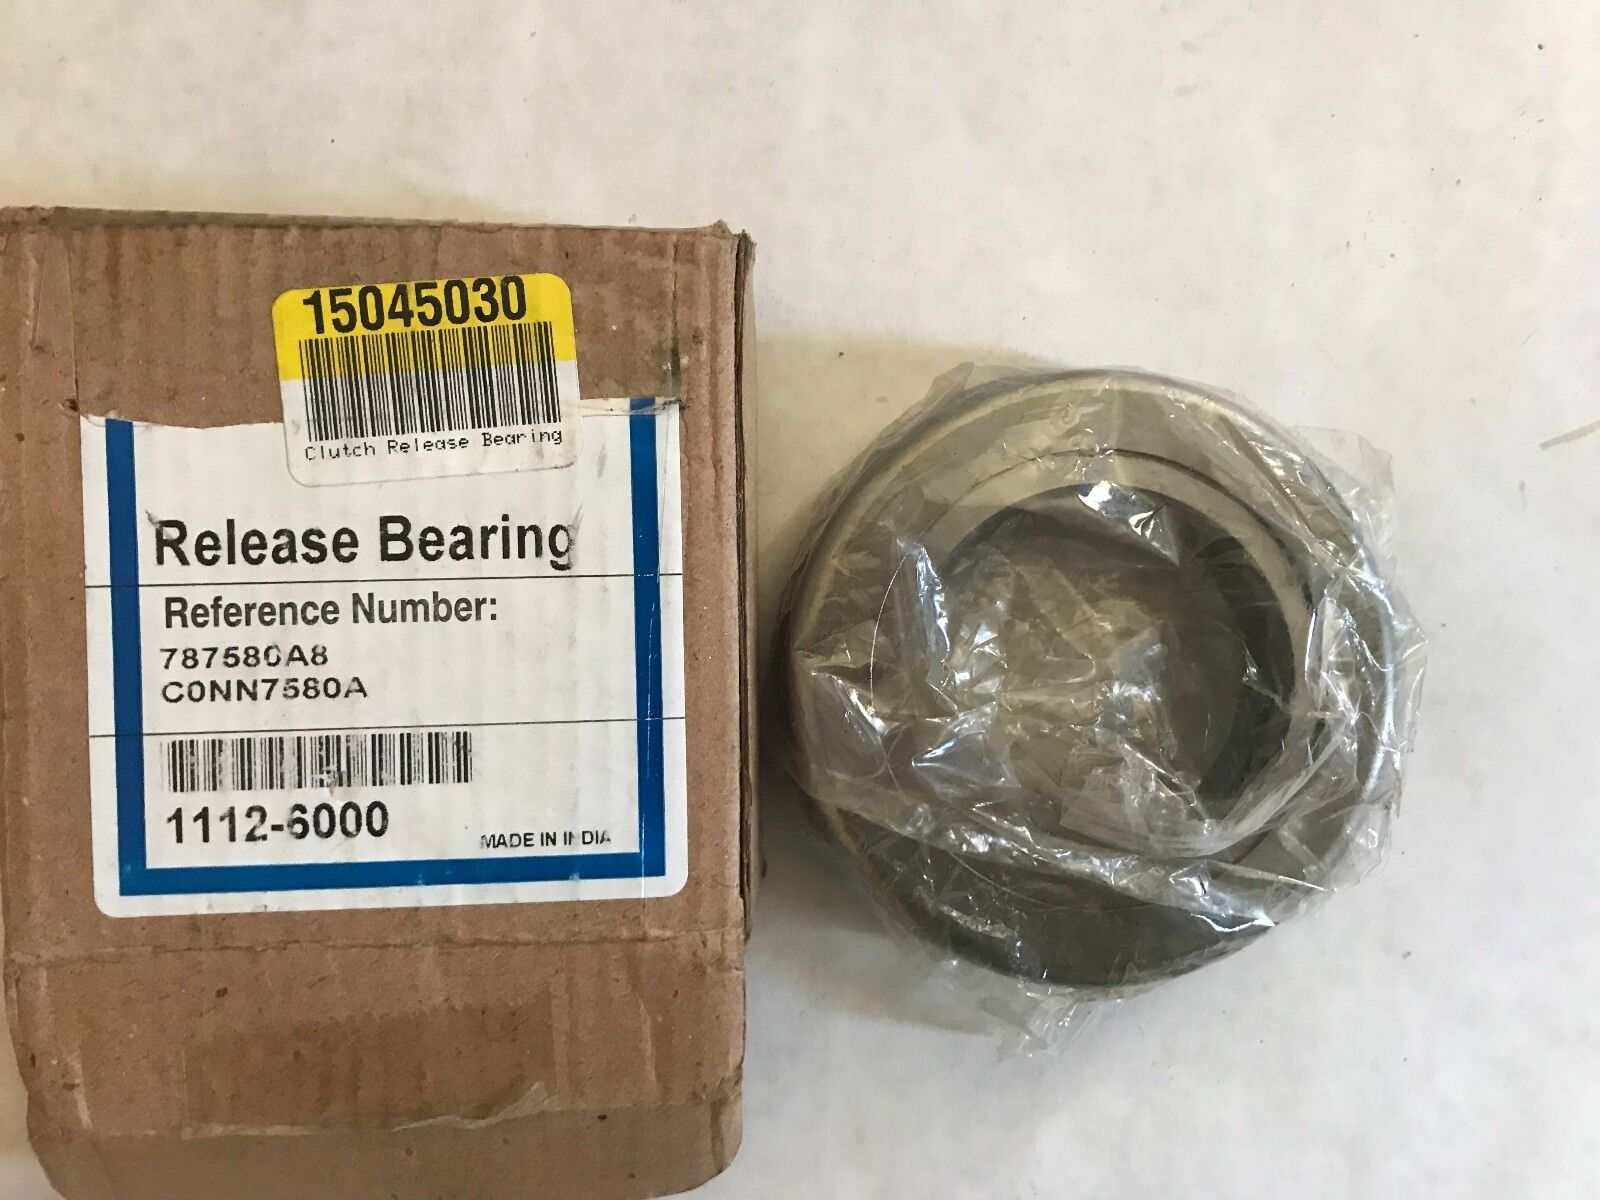 15045030
Clutch Release Bearing
Release Bearing
Reference Number:
787580A8
C0NN7580A
1112-6000
MADE IN INDIA